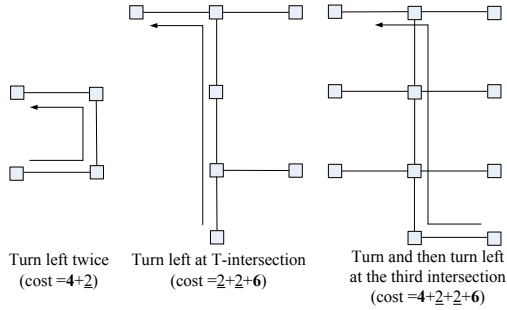 Turn left twice
(cost =4+2)
Turn left at T-intersection
(cost =2+2+6)
Turn and then turn left
at the third intersection
(cost =4+2+2+6)